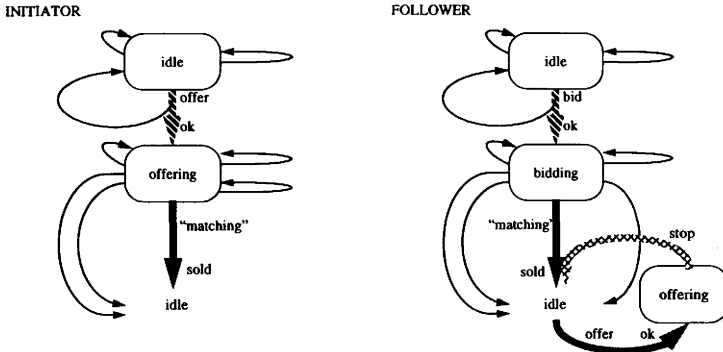 INITIATOR
idle
offer
ok
offering
"matching"
sold
idle
FOLLOWER
idle
bid
ok
bidding
"matching"
stop
sold
offering
idle
offer ok